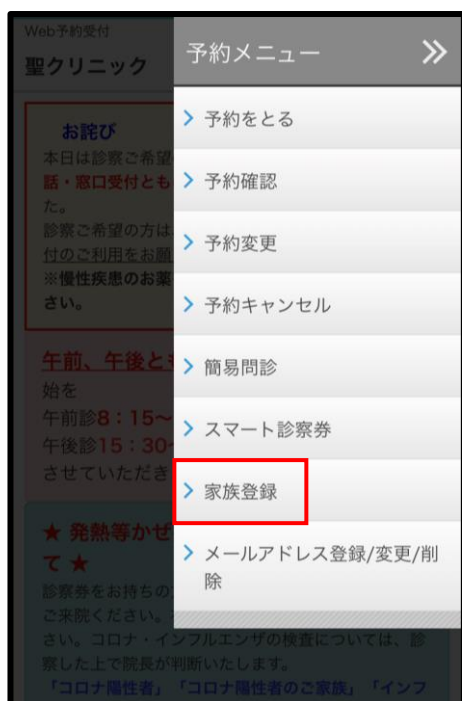 Web予約受付
聖クリニック
予約メニュー
予約をとる
予約確認
予約変更
予約キャンセル
簡易問診
スマート診察券
家族登録
メールアドレス登録/変更/削
除
お詫び
本日は診察ご希望
話・窓口受付とも
た。
診察ご希望の方は
付のご利用をお願
※慢性疾患のお薬
さい。
午前、午後とも
始を
午前診8:15~
午後診15:30~
させていただき
★ 発熱等かぜ
て ★
診察券をお持ちの
ご来院ください。
さい。コロナ・インフルエンザの検査については、診
察した上で院長が判断いたします。
「コロナ陽性者」「コロナ陽性者のご家族」「インフ